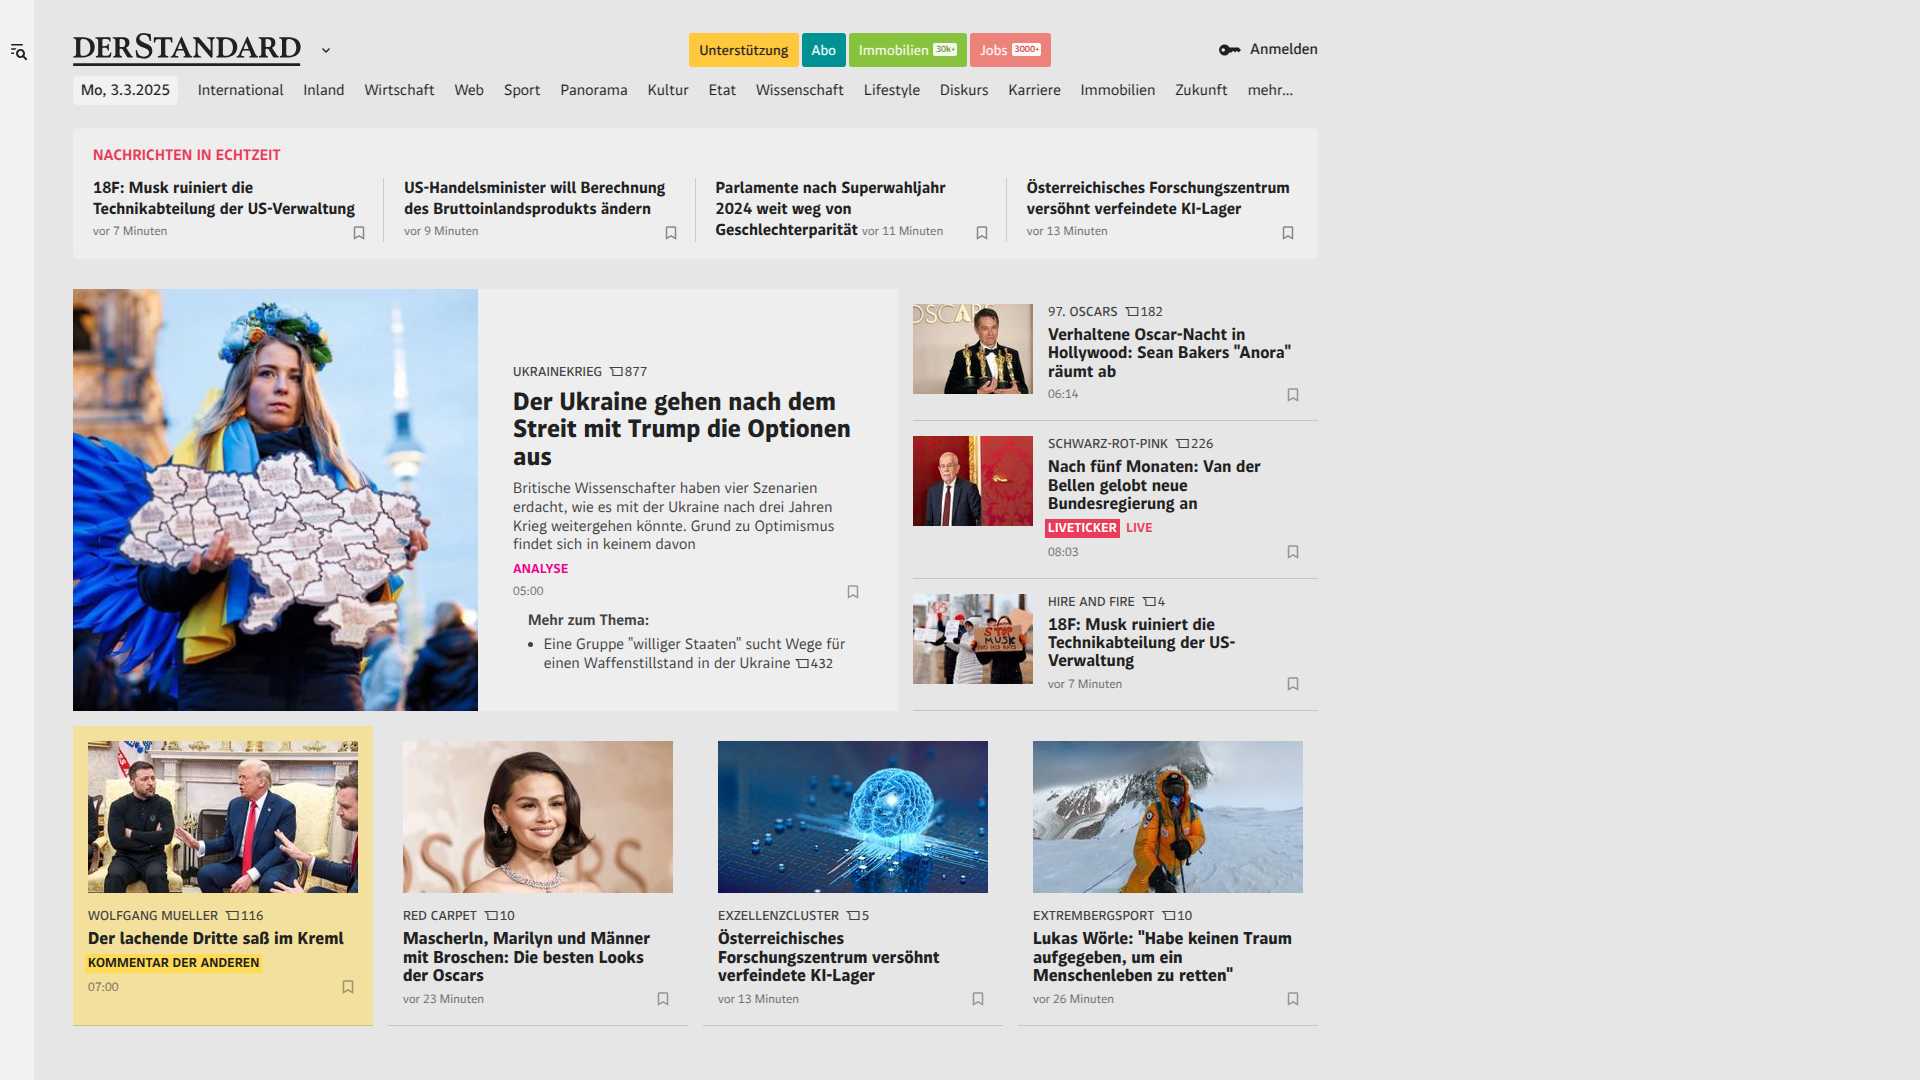 DERSTANDARD
Unterstützung
Abo
Immobilien 30k+
Jobs 3000+
Anmelden
Mo, 3.3.2025
International
Inland
Wirtschaft
Web
Sport
Panorama
Kultur
Etat
Wissenschaft
Lifestyle
Diskurs
Karriere
Immobilien
Zukunft
mehr...
NACHRICHTEN IN ECHTZEIT
18F: Musk ruiniert die
Technikabteilung der US-Verwaltung
vor 7 Minuten
US-Handelsminister will Berechnung
des Bruttoinlandsprodukts ändern
vor 9 Minuten
Parlamente nach Superwahljahr
2024 weit weg von
Geschlechterparität vor 11 Minuten
Österreichisches Forschungszentrum
versöhnt verfeindete KI-Lager
vor 13 Minuten
UKRAINEKRIEG 877
Der Ukraine gehen nach dem
Streit mit Trump die Optionen
aus
Britische Wissenschafter haben vier Szenarien
erdacht, wie es mit der Ukraine nach drei Jahren
Krieg weitergehen könnte. Grund zu Optimismus
findet sich in keinem davon
ANALYSE
05:00
Mehr zum Thema:
• Eine Gruppe "williger Staaten" sucht Wege für
einen Waffenstillstand in der Ukraine 432
OSCARS
97. OSCARS 182
Verhaltene Oscar-Nacht in
Hollywood: Sean Bakers "Anora"
räumt ab
06:14
SCHWARZ-ROT-PINK 226
Nach fünf Monaten: Van der
Bellen gelobt neue
Bundesregierung an
LIVETICKER LIVE
08:03
STOP
MUSK
HIRE AND FIRE 4
18F: Musk ruiniert die
Technikabteilung der US-
Verwaltung
vor 7 Minuten
WOLFGANG MUELLER 116
Der lachende Dritte saß im Kreml
KOMMENTAR DER ANDEREN
07:00
OSCARS
RED CARPET 10
Mascherln, Marilyn und Männer
mit Broschen: Die besten Looks
der Oscars
vor 23 Minuten
EXZELLENZCLUSTER 5
Österreichisches
Forschungszentrum versöhnt
verfeindete KI-Lager
vor 13 Minuten
EXTREMBERGSPORT 10
Lukas Wörle: "Habe keinen Traum
aufgegeben, um ein
Menschenleben zu retten"
vor 26 Minuten